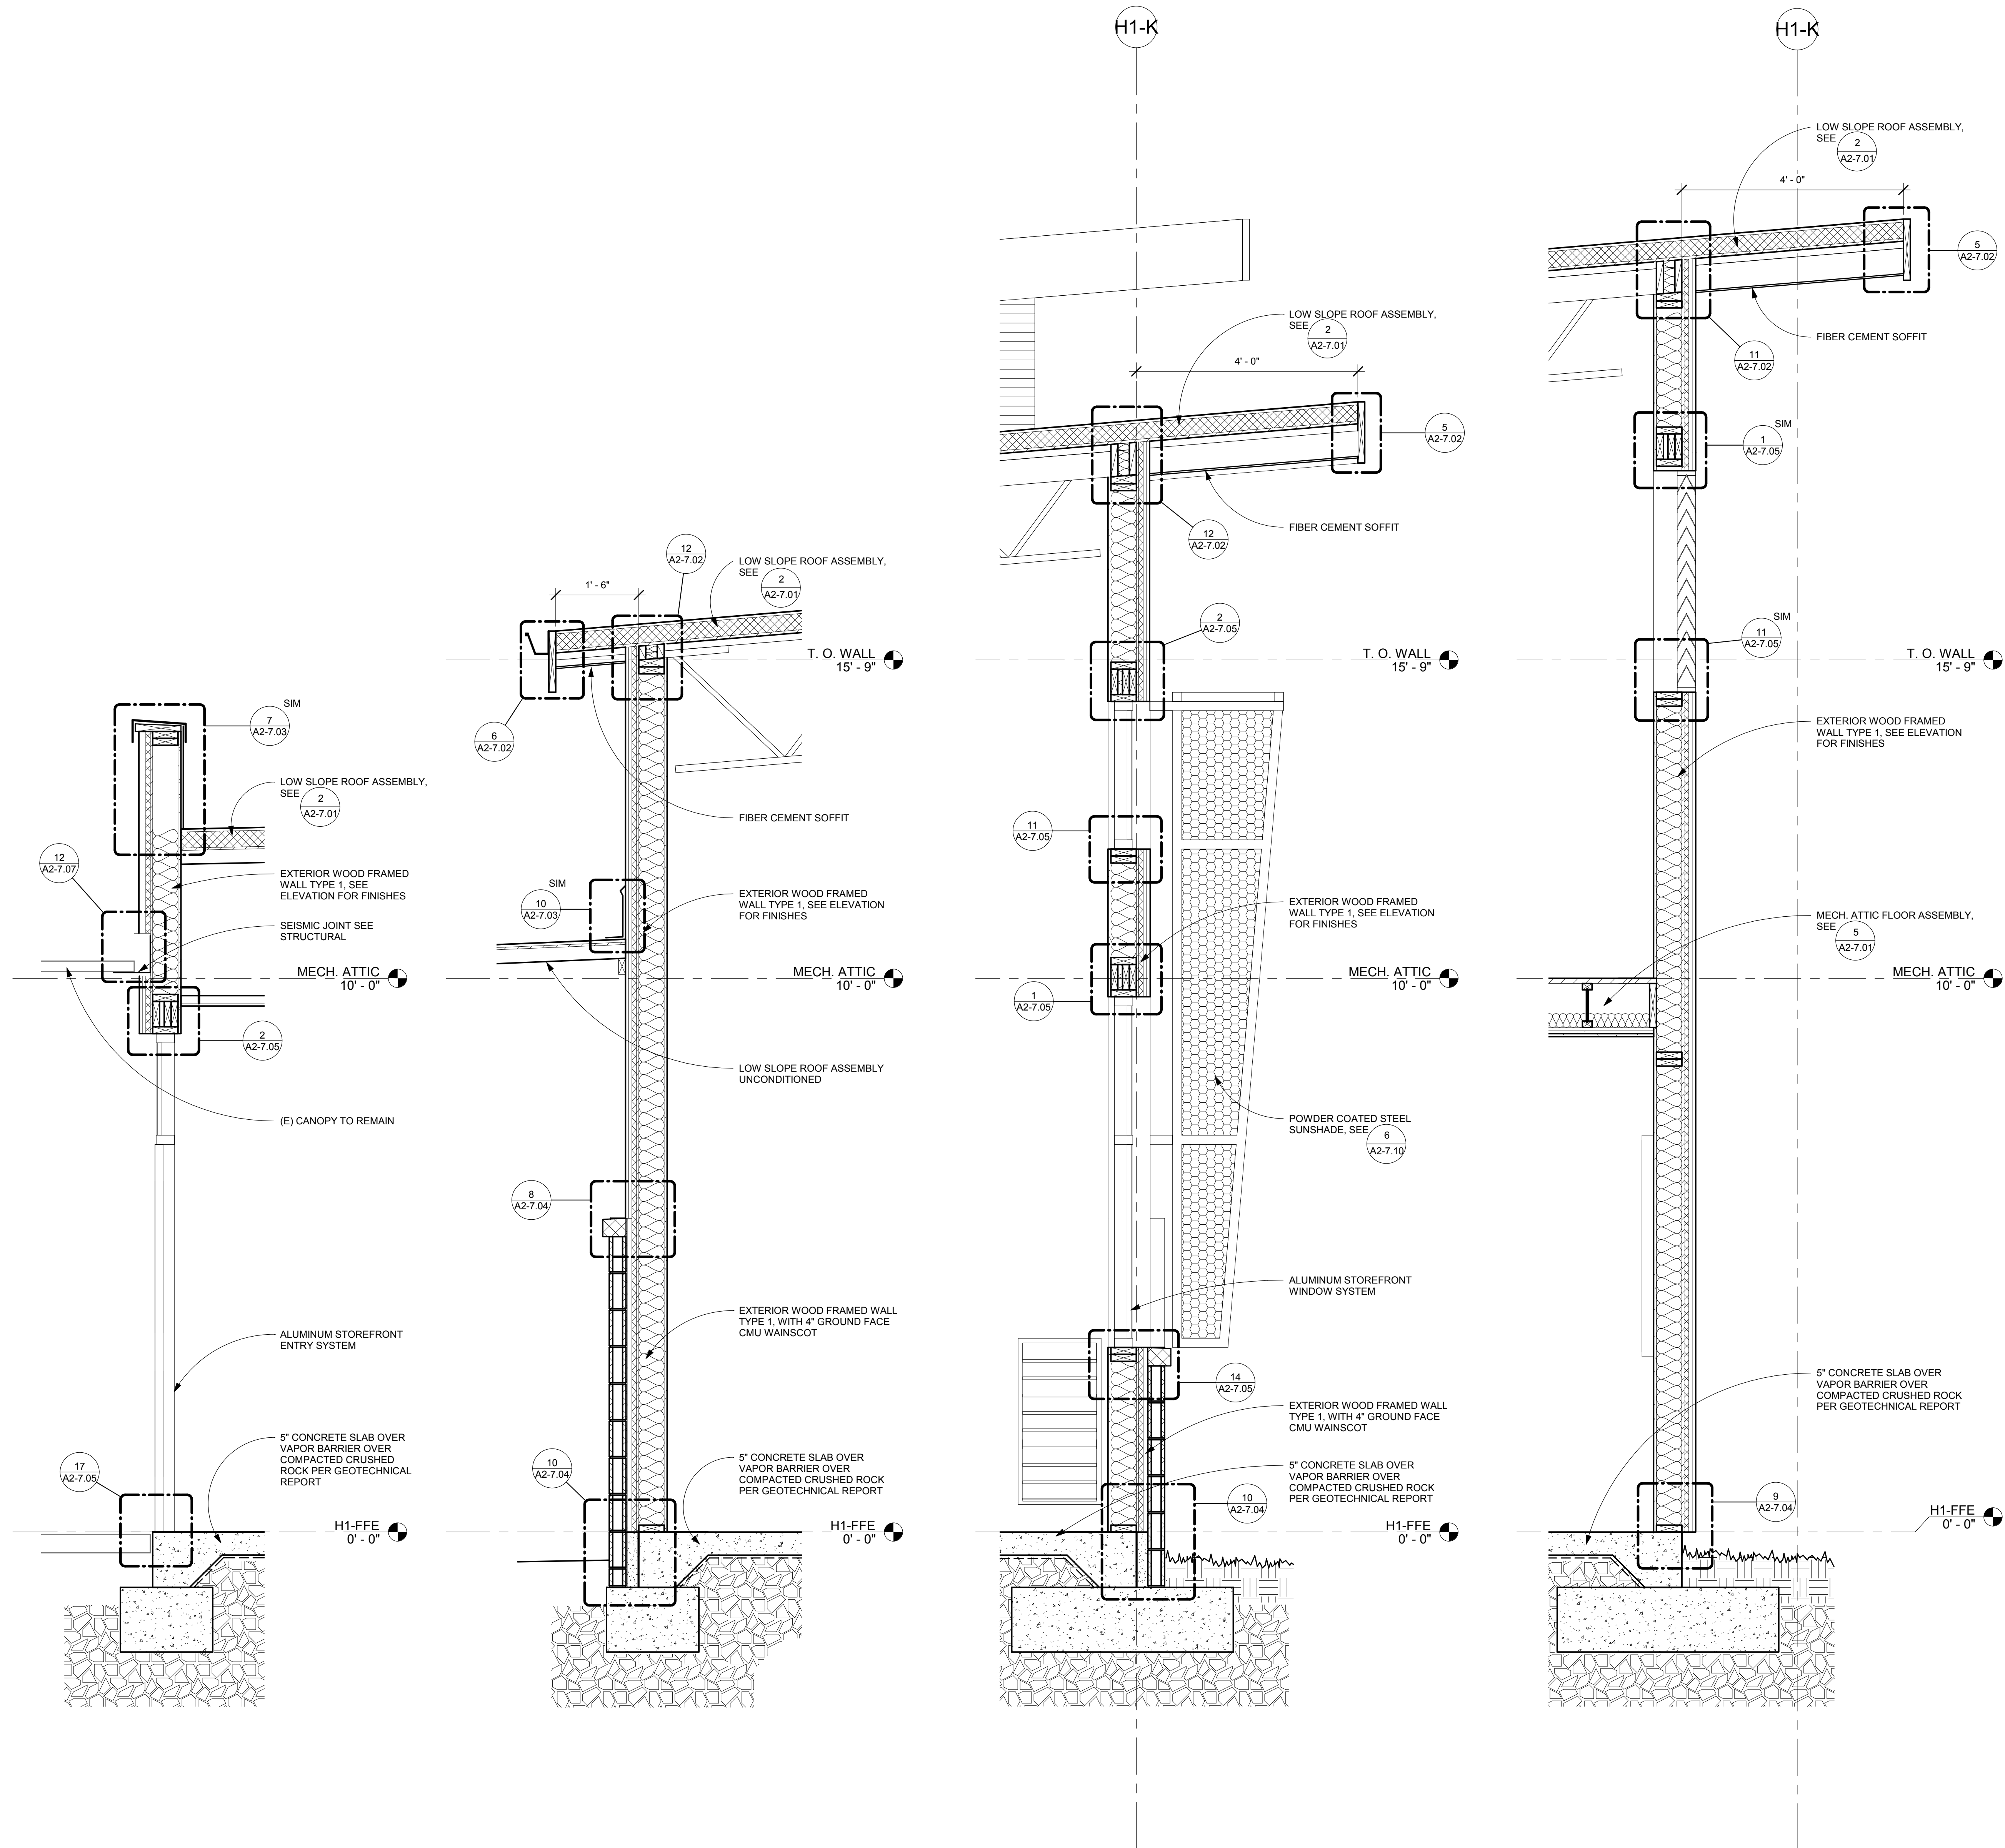 SIM
7
A2-7.03
LOW SLOPE ROOF ASSEMBLY,
SEE
2
A2-7.01
12
A2-7.07
EXTERIOR WOOD FRAMED
WALL TYPE 1, SEE
ELEVATION FOR FINISHES
SEISMIC JOINT SEE
STRUCTURAL
MECH. ATTIC
10' - 0"
2
A2-7.05
(E) CANOPY TO REMAIN
ALUMINUM STOREFRONT
ENTRY SYSTEM
5" CONCRETE SLAB OVER
VAPOR BARRIER OVER
COMPACTED CRUSHED
ROCK PER GEOTECHNICAL
REPORT
17
A2-7.05
H1-FFE
0' - 0"
12
A2-7.02
LOW SLOPE ROOF ASSEMBLY,
SEE
2
A2-7.01
1' - 6"
T. O. WALL
15' - 9"
6
A2-7.02
FIBER CEMENT SOFFIT
SIM
10
A2-7.03
EXTERIOR WOOD FRAMED
WALL TYPE 1, SEE ELEVATION
FOR FINISHES
MECH. ATTIC
10' - 0"
LOW SLOPE ROOF ASSEMBLY
UNCONDITIONED
8
A2-7.04
EXTERIOR WOOD FRAMED WALL
TYPE 1, WITH 4" GROUND FACE
CMU WAINSCOT
10
A2-7.04
5" CONCRETE SLAB OVER
VAPOR BARRIER OVER
COMPACTED CRUSHED ROCK
PER GEOTECHNICAL REPORT
H1-FFE
0' - 0"
H1-K
LOW SLOPE ROOF ASSEMBLY,
SEE
2
A2-7.01
4' - 0"
5
A2-7.02
FIBER CEMENT SOFFIT
12
A2-7.02
2
A2-7.05
T. O. WALL
15' - 9"
11
A2-7.05
EXTERIOR WOOD FRAMED
WALL TYPE 1, SEE ELEVATION
FOR FINISHES
MECH. ATTIC
10' - 0"
1
A2-7.05
POWDER COATED STEEL
SUNSHADE, SEE
6
A2-7.10
ALUMINUM STOREFRONT
WINDOW SYSTEM
14
A2-7.05
EXTERIOR WOOD FRAMED WALL
TYPE 1, WITH 4" GROUND FACE
CMU WAINSCOT
5" CONCRETE SLAB OVER
VAPOR BARRIER OVER
COMPACTED CRUSHED ROCK
PER GEOTECHNICAL REPORT
10
A2-7.04
H1-FFE
0' - 0"
H1-K
LOW SLOPE ROOF ASSEMBLY,
SEE
2
A2-7.01
4' - 0"
5
A2-7.02
FIBER CEMENT SOFFIT
11
A2-7.02
SIM
1
A2-7.05
SIM
11
A2-7.05
T. O. WALL
15' - 9"
EXTERIOR WOOD FRAMED
WALL TYPE 1, SEE ELEVATION
FOR FINISHES
MECH. ATTIC FLOOR ASSEMBLY,
SEE
5
A2-7.01
MECH. ATTIC
10' - 0"
5" CONCRETE SLAB OVER
VAPOR BARRIER OVER
COMPACTED CRUSHED ROCK
PER GEOTECHNICAL REPORT
9
A2-7.04
H1-FFE
0' - 0"